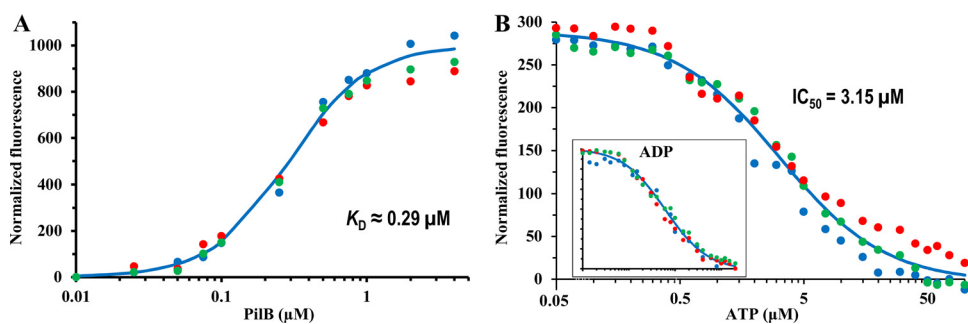 A
Normalized fluorescence
1000
800
600
400
200
0
0.01
0.1
1
PilB (µM)
K_D ≈ 0.29 µM
B
Normalized fluorescence
300
250
200
150
100
50
0
0.05
0.5
5
50
ATP (µM)
IC₅₀ = 3.15 µM
ADP